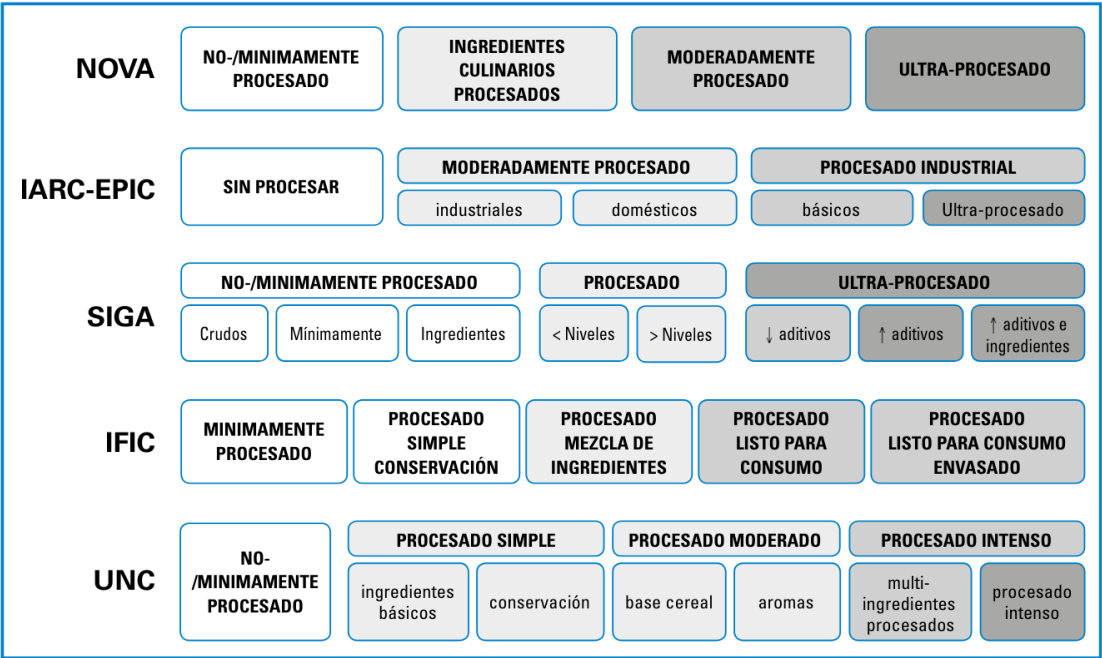 NOVA
NO-/MINIMAMENTE
PROCESADO
INGREDIENTES
CULINARIOS
PROCESADOS
MODERADAMENTE
PROCESADO
ULTRA-PROCESADO
IARC-EPIC
SIN PROCESAR
MODERADAMENTE PROCESADO
industriales
domésticos
PROCESADO INDUSTRIAL
básicos
Ultra-procesado
SIGA
NO-/MINIMAMENTE PROCESADO
Crudos
Mínimamente
Ingredientes
PROCESADO
< Niveles
> Niveles
ULTRA-PROCESADO
↓ aditivos
↑ aditivos
↑ aditivos e
ingredientes
IFIC
MINIMAMENTE
PROCESADO
PROCESADO
SIMPLE
CONSERVACIÓN
PROCESADO
MEZCLA DE
INGREDIENTES
PROCESADO
LISTO PARA
CONSUMO
PROCESADO
LISTO PARA CONSUMO
ENVASADO
UNC
NO-
/MINIMAMENTE
PROCESADO
PROCESADO SIMPLE
ingredientes
básicos
conservación
PROCESADO MODERADO
base cereal
aromas
PROCESADO INTENSO
multi-
ingredientes
procesados
procesado
intenso